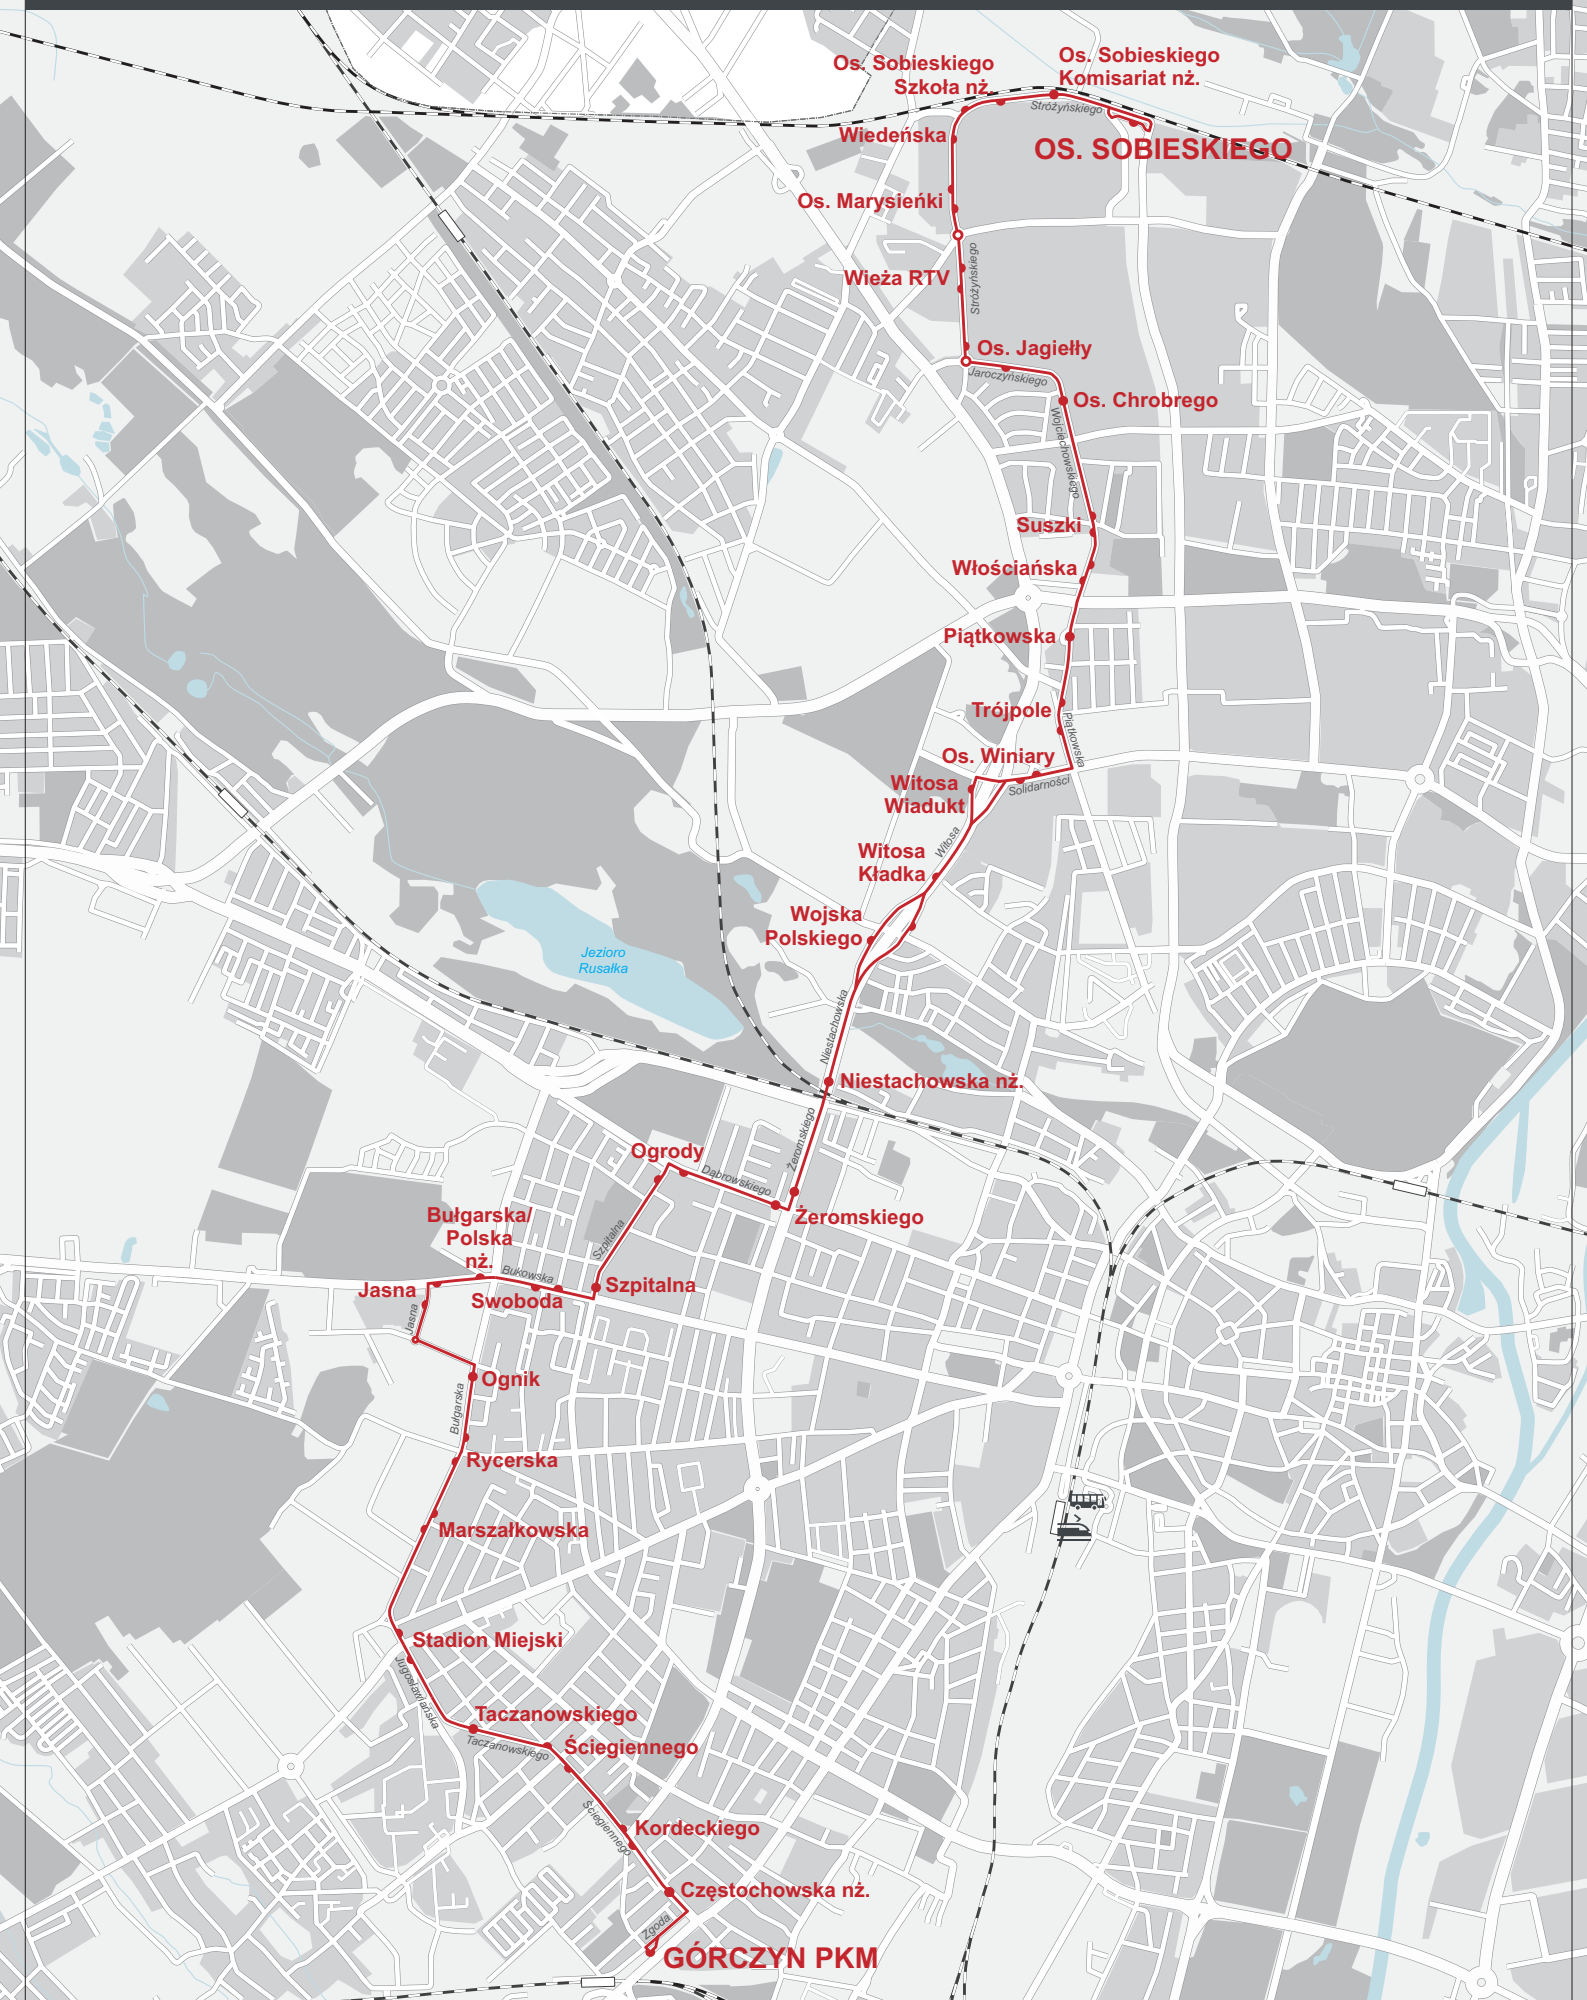 Os. Sobieskiego
Szkoła nż.
Os. Sobieskiego
Komisariat nż.
Stróżyńskiego
OS. SOBIESKIEGO
Wiedeńska
Os. Marysieńki
Stróżyńskiego
Wieża RTV
Os. Jagiełły
Jaroczyńskiego
Os. Chrobrego
Wojciechowskiego
Suszki
Włościańska
Piątkowska
Trójpole
Piątkowska
Os. Winiary
Solidarności
Witosa
Wiadukt
Witosa
Witosa
Kładka
Wojska
Polskiego
Jezioro
Rusałka
Niestachowska
Niestachowska nż.
Żeromskiego
Ogrody
Dąbrowskiego
Żeromskiego
Szpitalna
Bułgarska/
Polska
nż.
Bukowska
Szpitalna
Jasna
Swoboda
Jasna
Ognik
Bułgarska
Rycerska
Marszałkowska
Stadion Miejski
Jugosławiańska
Taczanowskiego
Taczanowskiego
Ściegiennego
Ściegiennego
Kordeckiego
Częstochowska nż.
Zgoda
GÓRCZYN PKM